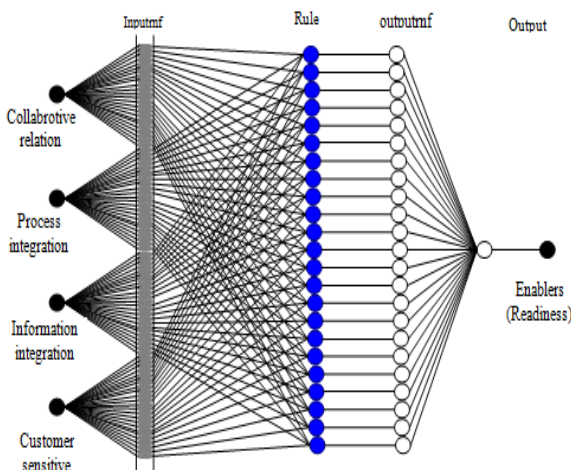 Inputmf
Rule
outputmf
Output
Collabrotive
relation
Process
integration
Information
integration
Customer
sensitive
Enablers
(Readiness)